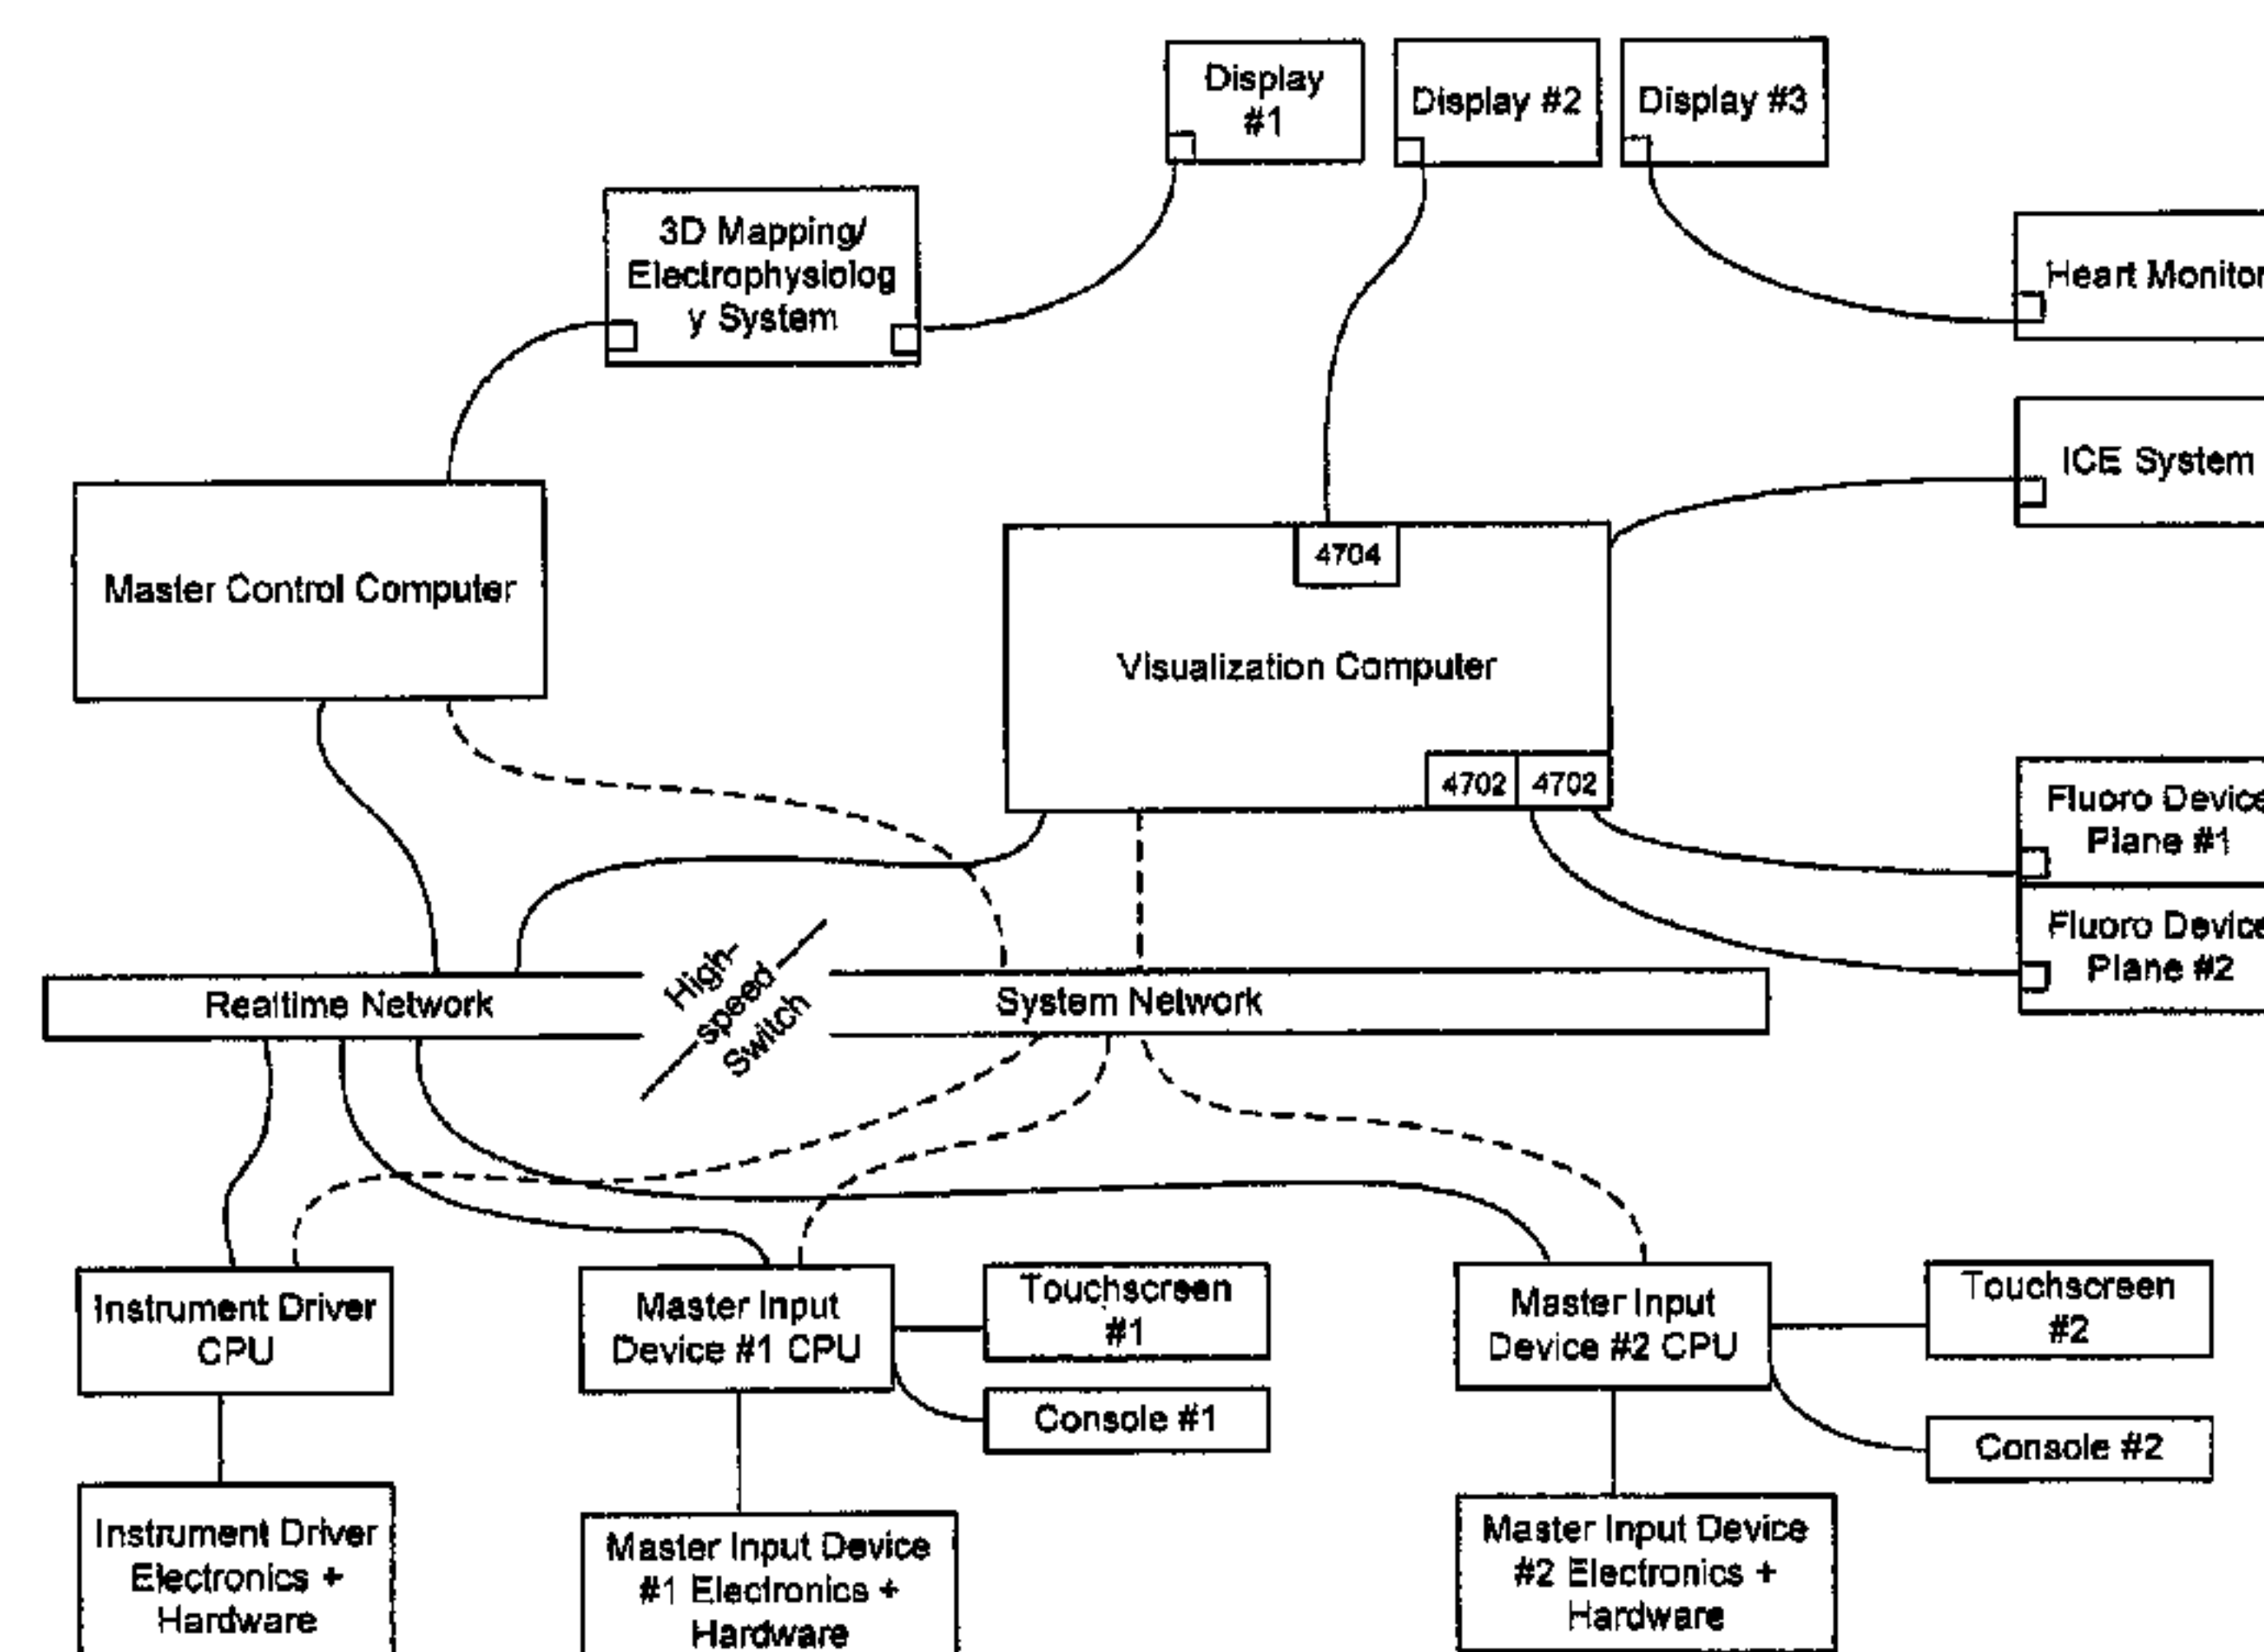 Display
#1
Display #2
Display #3
3D Mapping/
Electrophysiolog
y System
Heart Monitor
ICE System
Master Control Computer
4704
Visualization Computer
4702
4702
Fluoro Device
Plane #1
Fluoro Device
Plane #2
Realtime Network
High-
speed
Switch
System Network
Instrument Driver
CPU
Master Input
Device #1 CPU
Touchscreen
#1
Console #1
Master Input
Device #2 CPU
Touchscreen
#2
Console #2
Instrument Driver
Electronics +
Hardware
Master Input Device
#1 Electronics +
Hardware
Master Input Device
#2 Electronics +
Hardware